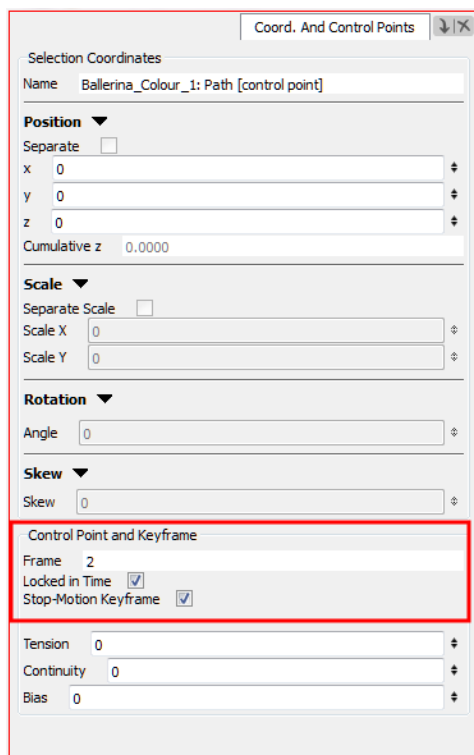 Coord. And Control Points
Selection Coordinates
Name Ballerina_Colour_1: Path [control point]
Position
Separate
x 0
y 0
z 0
Cumulative z 0.0000
Scale
Separate Scale
Scale X 0
Scale Y 0
Rotation
Angle 0
Skew
Skew 0
Control Point and Keyframe
Frame 2
Locked in Time
Stop-Motion Keyframe
Tension 0
Continuity 0
Bias 0